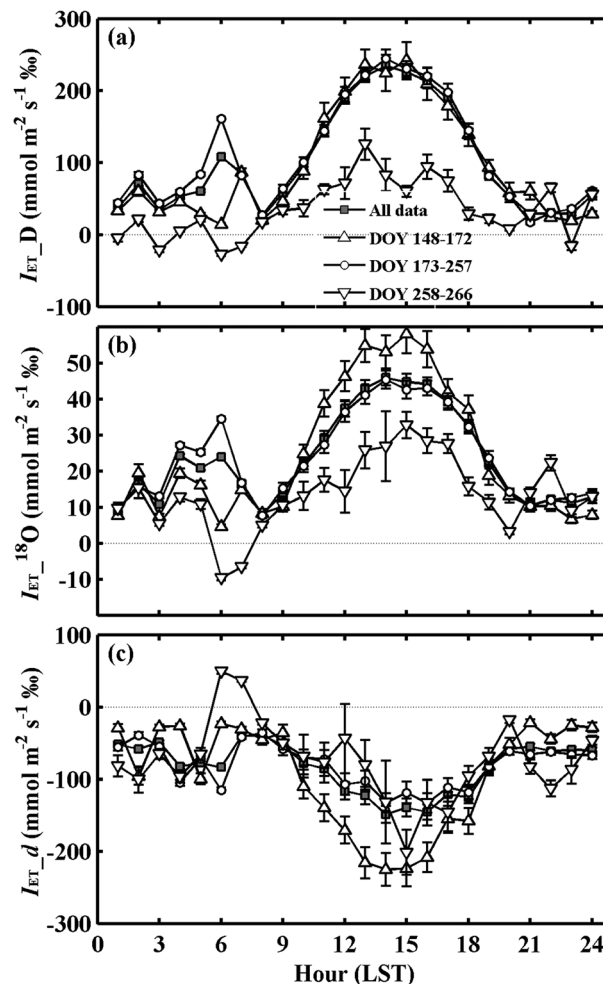 (a)
I_ET_D (mmol m⁻² s⁻¹ ‰)
300
200
100
0
-100
All data
DOY 148-172
DOY 173-257
DOY 258-266
(b)
I_ET_¹⁸O (mmol m⁻² s⁻¹ ‰)
50
40
30
20
10
0
-10
(c)
I_ET_d (mmol m⁻² s⁻¹ ‰)
100
0
-100
-200
-300
0 3 6 9 12 15 18 21 24
Hour (LST)